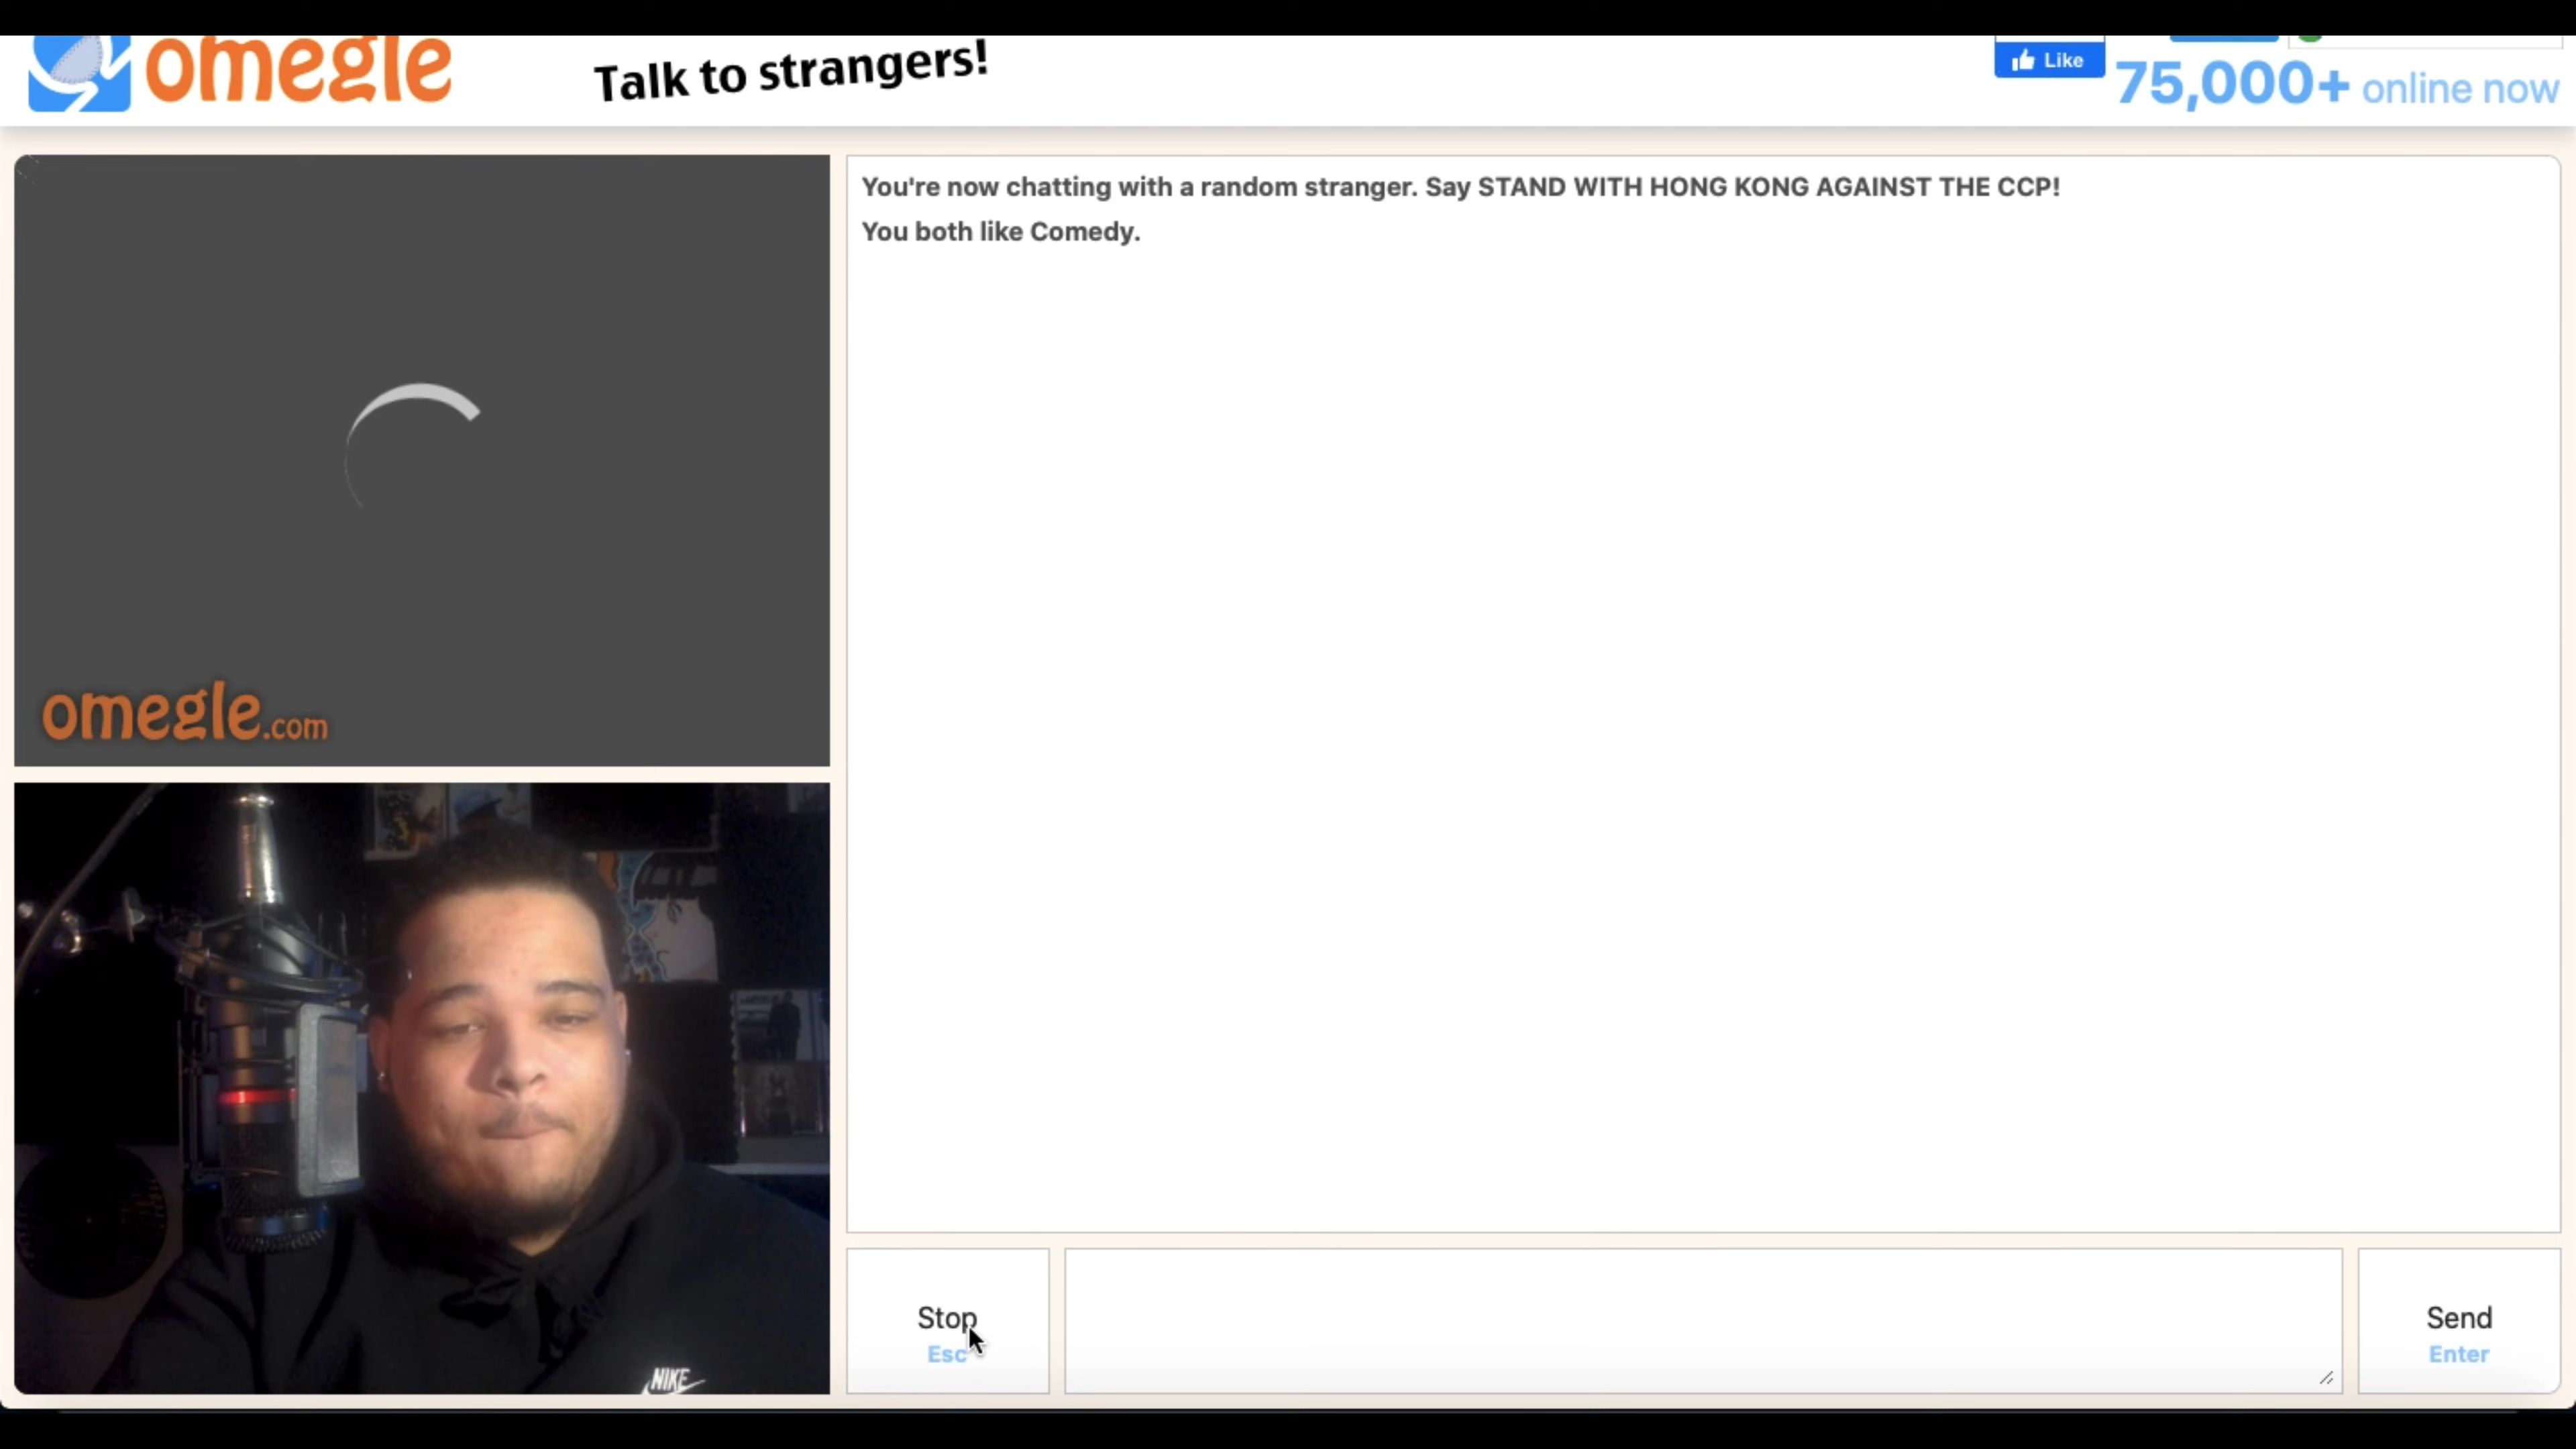 omegle
Talk to strangers!
Like
75,000+ online now
You're now chatting with a random stranger. Say STAND WITH HONG KONG AGAINST THE CCP!
You both like Comedy.
omegle.com
NIKE
Stop
Esc
Send
Enter